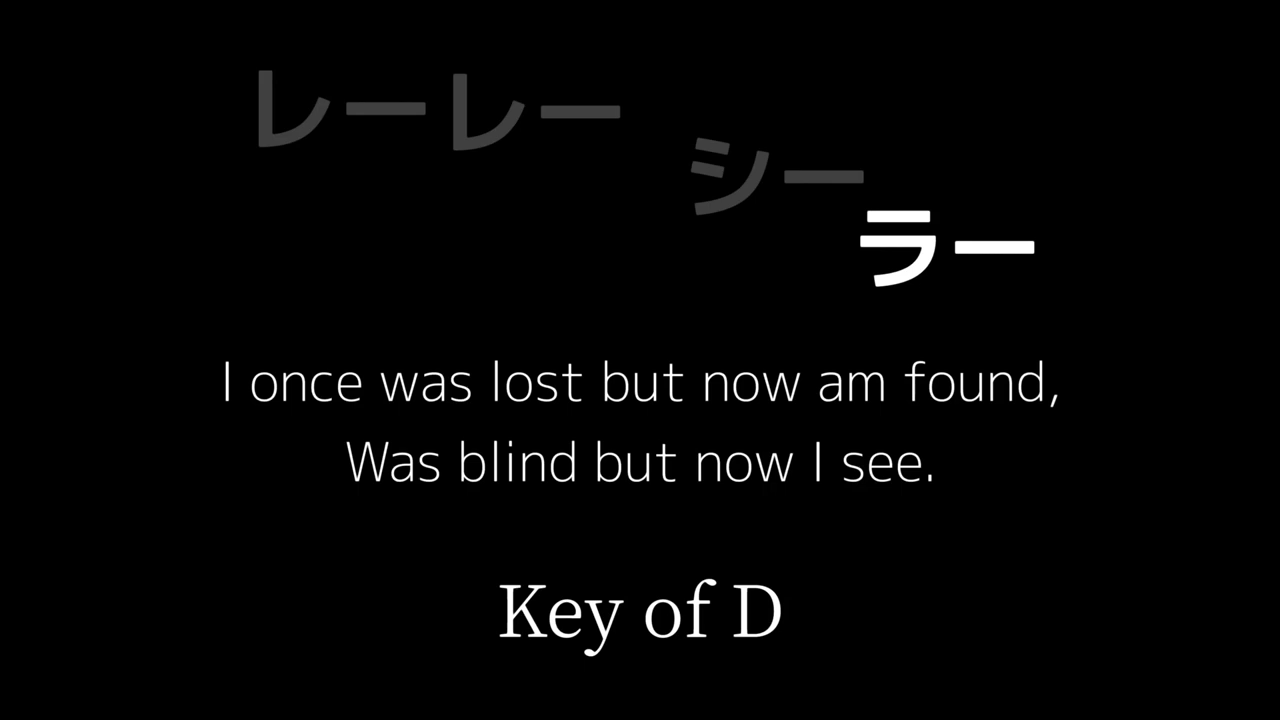 レーレー
シー
ラー
I once was lost but now am found,
Was blind but now I see.
Key of D